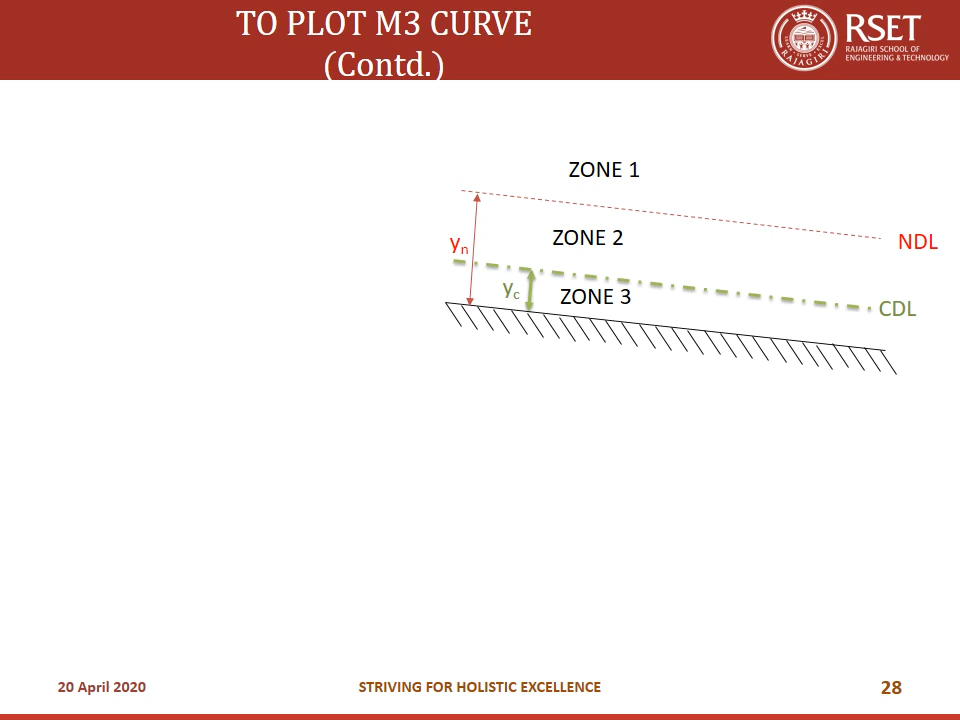 TO PLOT M3 CURVE
(Contd.)
RSET
RAJAGIRI SCHOOL OF
ENGINEERING & TECHNOLOGY
RAJAGIRI
ZONE 1
ZONE 2
NDL
yn
yc
ZONE 3
CDL
20 April 2020
STRIVING FOR HOLISTIC EXCELLENCE
28